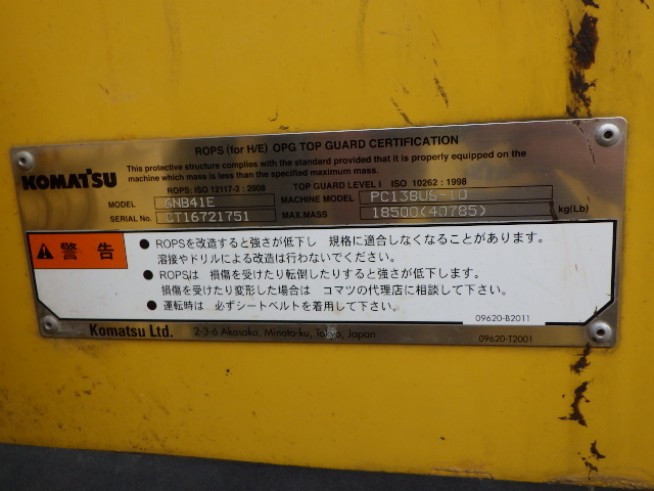 ROPS (for H/E) OPG TOP GUARD CERTIFICATION
KOMATSU
This protective structure complies with the standard provided that it is properly equipped on the
machine which mass is less than the specified maximum mass.
ROPS: ISO 12117-2 : 2008 TOP GUARD LEVEL I ISO 10262 : 1998
MODEL GNB41E MACHINE MODEL PC138US-10
SERIAL No. CT16721751 MAX.MASS 18500(40785) kg(Lb)
警告
● ROPSを改造すると強さが低下し 規格に適合しなくなることがあります。
溶接やドリルによる改造は行わないでください。
● ROPSは 損傷を受けたり転倒したりすると強さが低下します。
損傷を受けたり変形した場合は コマツの代理店に相談して下さい。
● 運転時は 必ずシートベルトを着用して下さい。
09620-B2011
Komatsu Ltd. 2-3-6 Akasaka, Minato-ku, Tokyo, Japan 09620-T2001